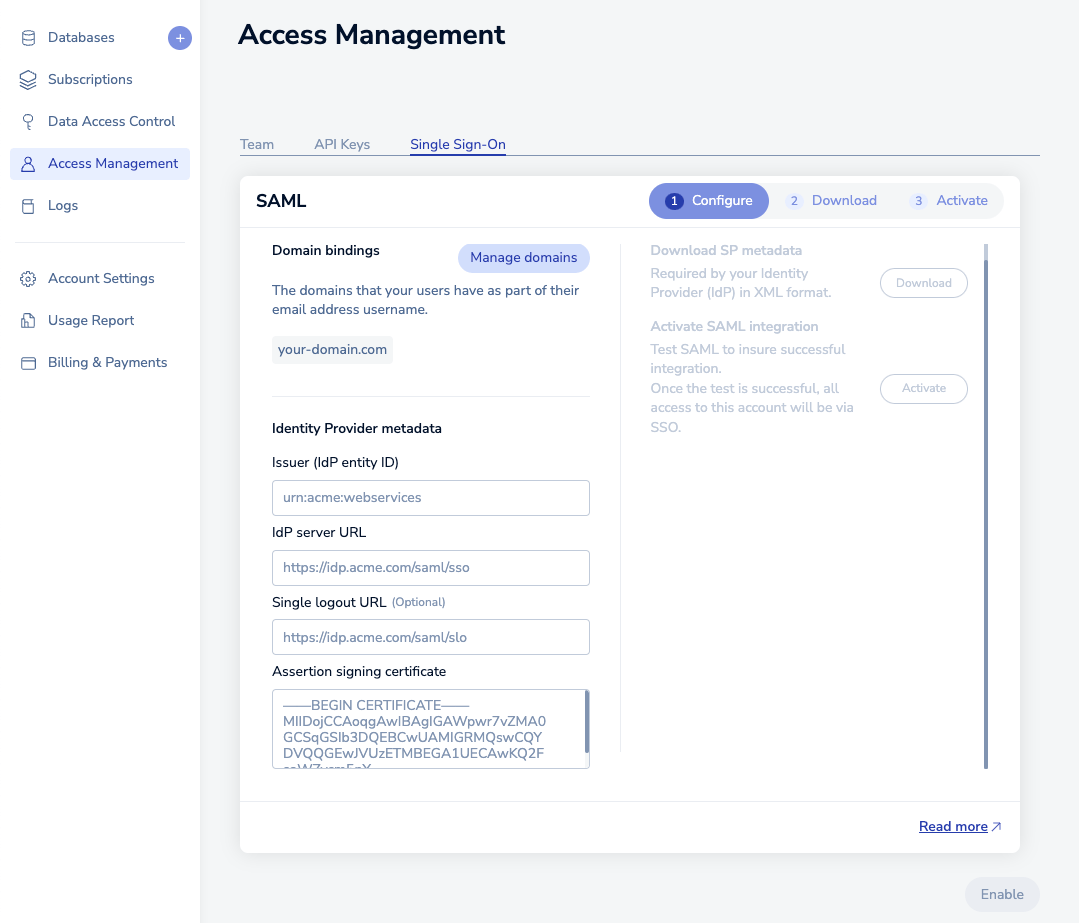 Databases
+
Subscriptions
Data Access Control
Access Management
Logs
Account Settings
Usage Report
Billing & Payments
Access Management
Team
API Keys
Single Sign-On
SAML
1 Configure
2 Download
3 Activate
Domain bindings
Manage domains
The domains that your users have as part of their
email address username.
your-domain.com
Identity Provider metadata
Issuer (IdP entity ID)
urn:acme:webservices
IdP server URL
https://idp.acme.com/saml/sso
Single logout URL (Optional)
https://idp.acme.com/saml/slo
Assertion signing certificate
——BEGIN CERTIFICATE——
MIIDojCCAoqgAwIBAgIGAWpwr7vZMA0
GCSqGSIb3DQEBCwUAMIGRMQswCQY
DVQQGEwJVUzETMBEGA1UECAwKQ2F
Download SP metadata
Required by your Identity
Provider (IdP) in XML format.
Download
Activate SAML integration
Test SAML to insure successful
integration.
Once the test is successful, all
access to this account will be via
SSO.
Activate
Read more
Enable